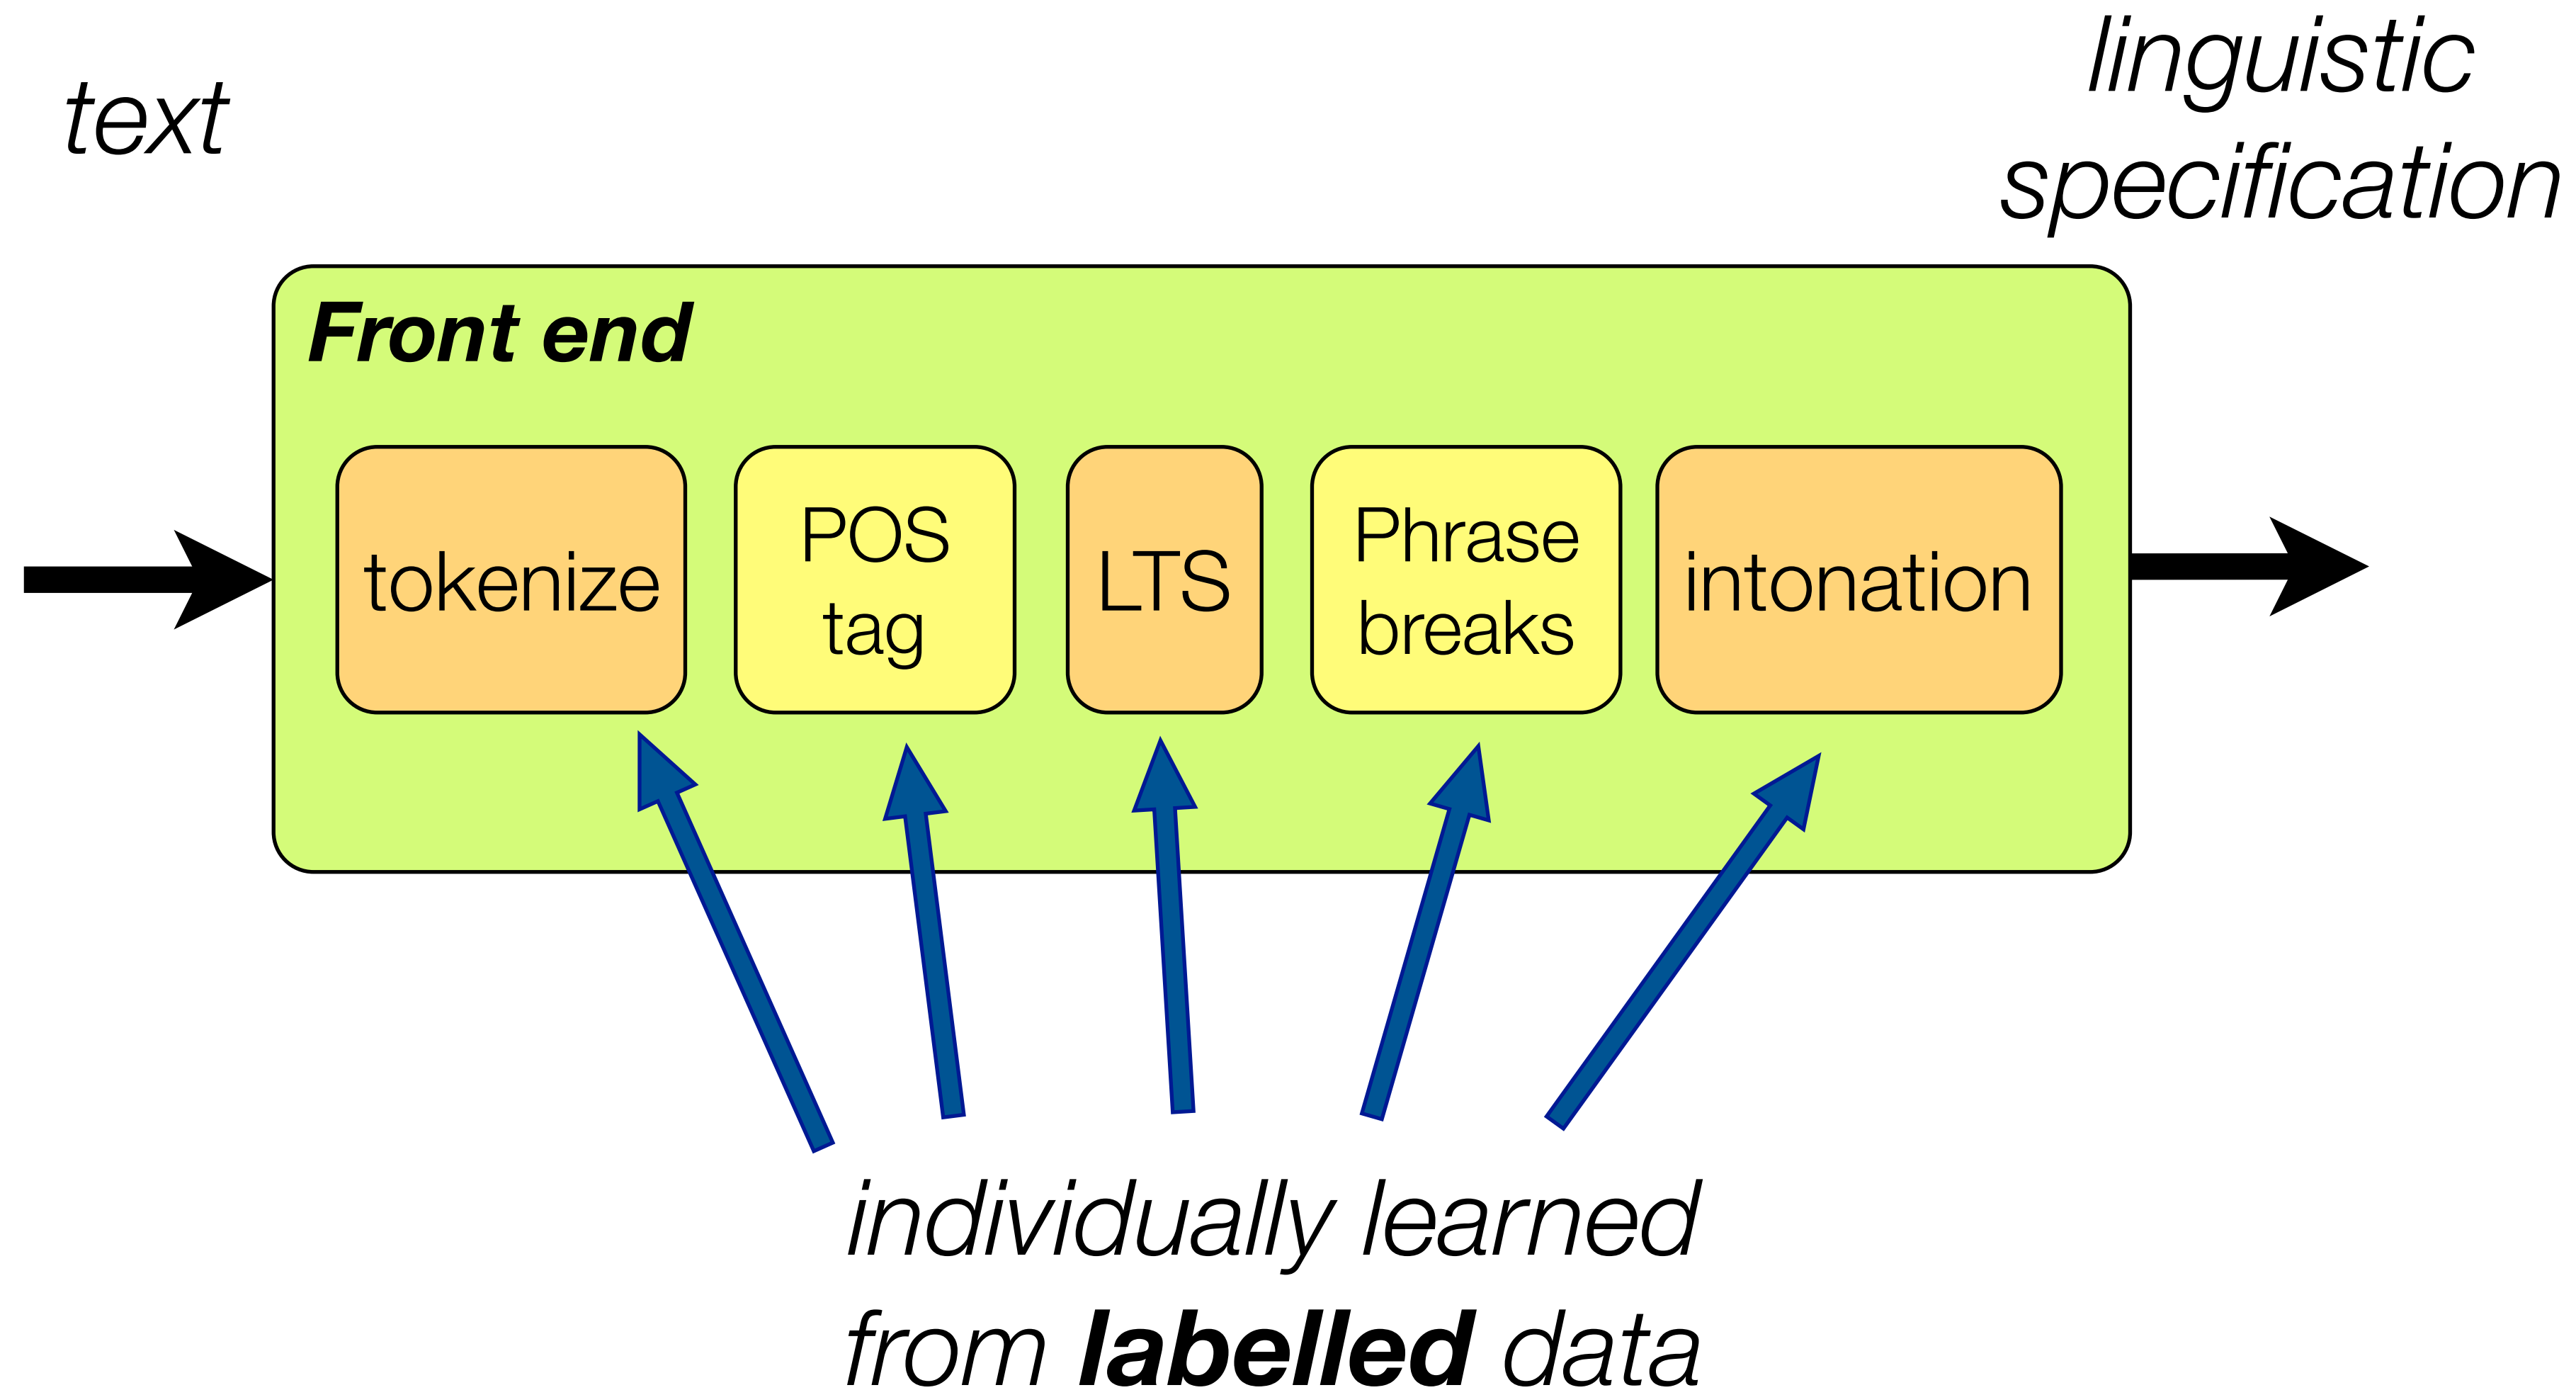 text
linguistic
specification
Front end
tokenize
POS
tag
LTS
Phrase
breaks
intonation
individually learned
from labelled data